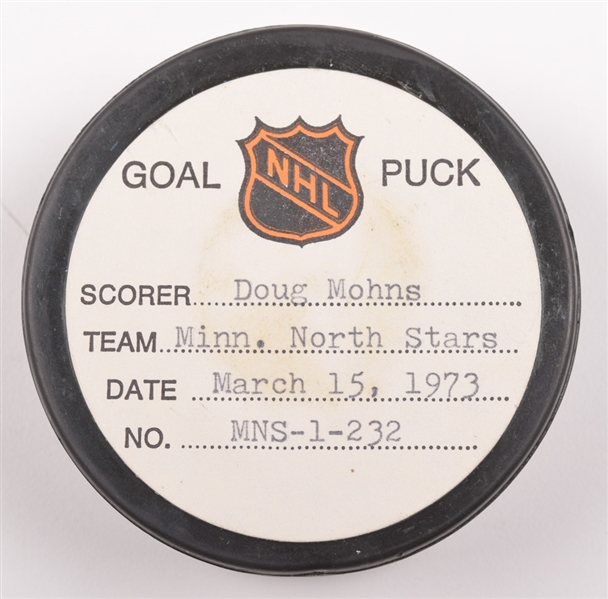 GOAL NHL PUCK
SCORER Doug Mohns
TEAM Minn. North Stars
DATE March 15, 1973
NO. MNS-1-232